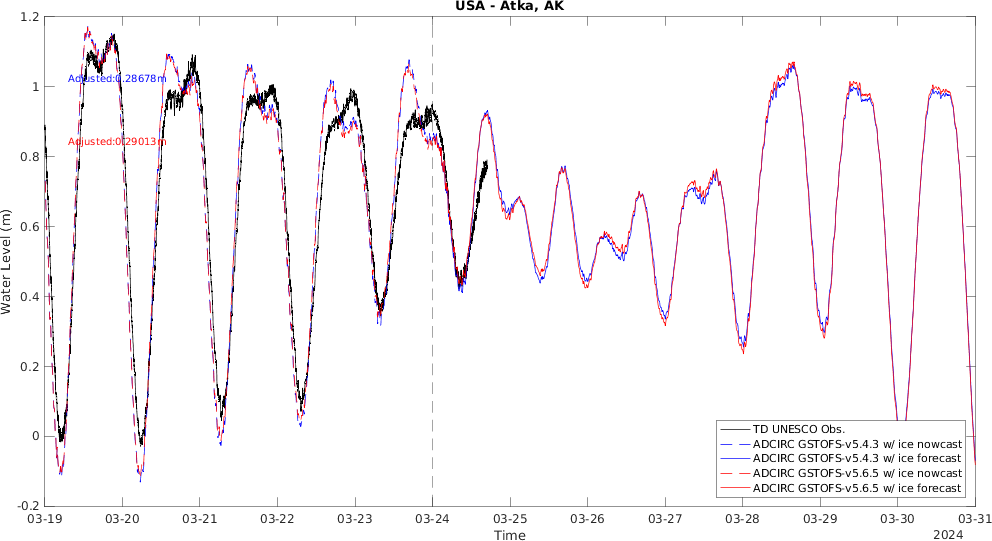 USA - Atka, AK
1.2
1
0.8
0.6
0.4
0.2
0
-0.2
Water Level (m)
Adjusted:0.28678m
Adjusted:0.29013m
TD UNESCO Obs.
ADCIRC GSTOFS-v5.4.3 w/ ice nowcast
ADCIRC GSTOFS-v5.4.3 w/ ice forecast
ADCIRC GSTOFS-v5.6.5 w/ ice nowcast
ADCIRC GSTOFS-v5.6.5 w/ ice forecast
03-19 03-20 03-21 03-22 03-23 03-24 03-25 03-26 03-27 03-28 03-29 03-30 03-31
Time
2024